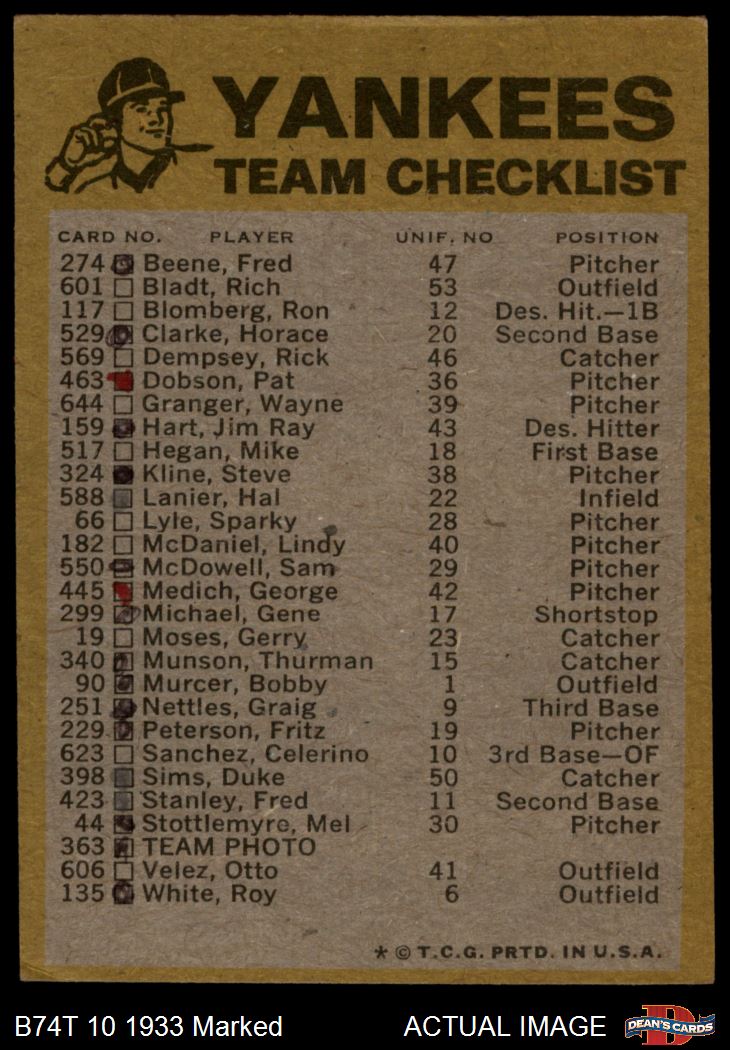 YANKEES
TEAM CHECKLIST
CARD NO. PLAYER UNIF. NO POSITION
274 Beene, Fred 47 Pitcher
601 Bladt, Rich 53 Outfield
117 Blomberg, Ron 12 Des. Hit.—1B
529 Clarke, Horace 20 Second Base
569 Dempsey, Rick 46 Catcher
463 Dobson, Pat 36 Pitcher
644 Granger, Wayne 39 Pitcher
159 Hart, Jim Ray 43 Des. Hitter
517 Hegan, Mike 18 First Base
324 Kline, Steve 38 Pitcher
588 Lanier, Hal 22 Infield
66 Lyle, Sparky 28 Pitcher
182 McDaniel, Lindy 40 Pitcher
550 McDowell, Sam 29 Pitcher
445 Medich, George 42 Pitcher
299 Michael, Gene 17 Shortstop
19 Moses, Gerry 23 Catcher
340 Munson, Thurman 15 Catcher
90 Murcer, Bobby 1 Outfield
251 Nettles, Graig 9 Third Base
229 Peterson, Fritz 19 Pitcher
623 Sanchez, Celerino 10 3rd Base—OF
398 Sims, Duke 50 Catcher
423 Stanley, Fred 11 Second Base
44 Stottlemyre, Mel 30 Pitcher
363 TEAM PHOTO
606 Velez, Otto 41 Outfield
135 White, Roy 6 Outfield
* © T.C.G. PRTD. IN U.S.A.
B74T 10 1933 Marked ACTUAL IMAGE DEAN'S CARDS